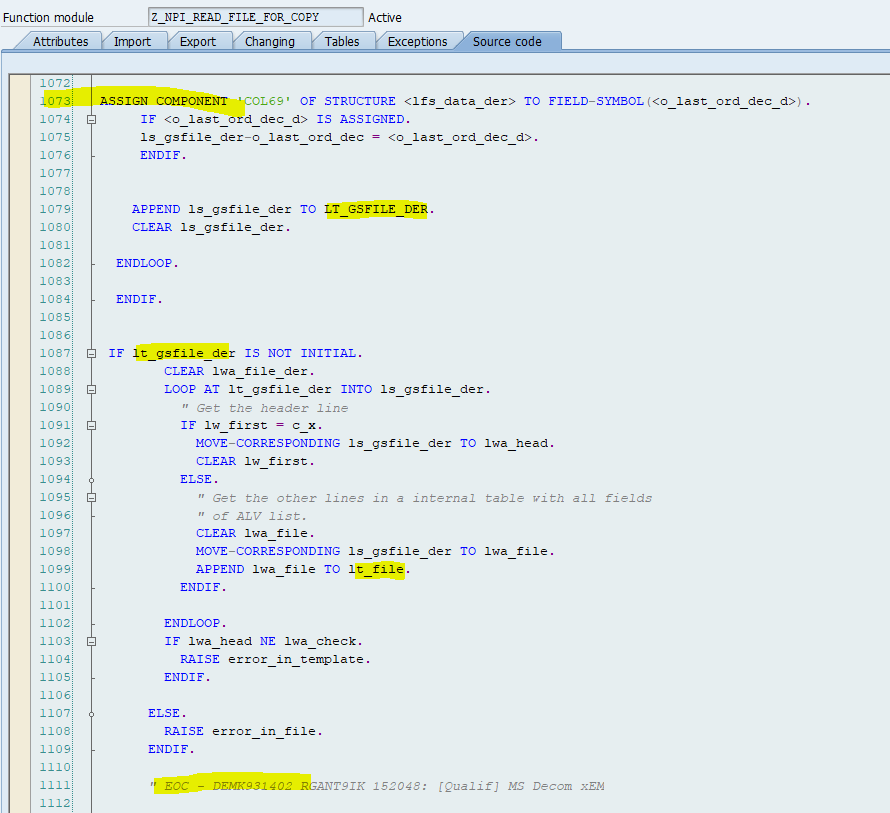 Function module Z_NPI_READ_FILE_FOR_COPY Active
Attributes Import Export Changing Tables Exceptions Source code
1072
1073 ASSIGN COMPONENT 'COL69' OF STRUCTURE <lfs_data_der> TO FIELD-SYMBOL(<o_last_ord_dec_d>).
1074 IF <o_last_ord_dec_d> IS ASSIGNED.
1075 ls_gsfile_der-o_last_ord_dec = <o_last_ord_dec_d>.
1076 ENDIF.
1077
1078
1079 APPEND ls_gsfile_der TO LT_GSFILE_DER.
1080 CLEAR ls_gsfile_der.
1081
1082 ENDLOOP.
1083
1084 ENDIF.
1085
1086
1087 IF lt_gsfile_der IS NOT INITIAL.
1088 CLEAR lwa_file_der.
1089 LOOP AT lt_gsfile_der INTO ls_gsfile_der.
1090 " Get the header line
1091 IF lw_first = c_x.
1092 MOVE-CORRESPONDING ls_gsfile_der TO lwa_head.
1093 CLEAR lw_first.
1094 ELSE.
1095 " Get the other lines in a internal table with all fields
1096 " of ALV list.
1097 CLEAR lwa_file.
1098 MOVE-CORRESPONDING ls_gsfile_der TO lwa_file.
1099 APPEND lwa_file TO lt_file.
1100 ENDIF.
1101
1102 ENDLOOP.
1103 IF lwa_head NE lwa_check.
1104 RAISE error_in_template.
1105 ENDIF.
1106
1107 ELSE.
1108 RAISE error_in_file.
1109 ENDIF.
1110
1111 " EOC - DEMK931402 RGANT9IK 152048: [Qualif] MS Decom xEM
1112